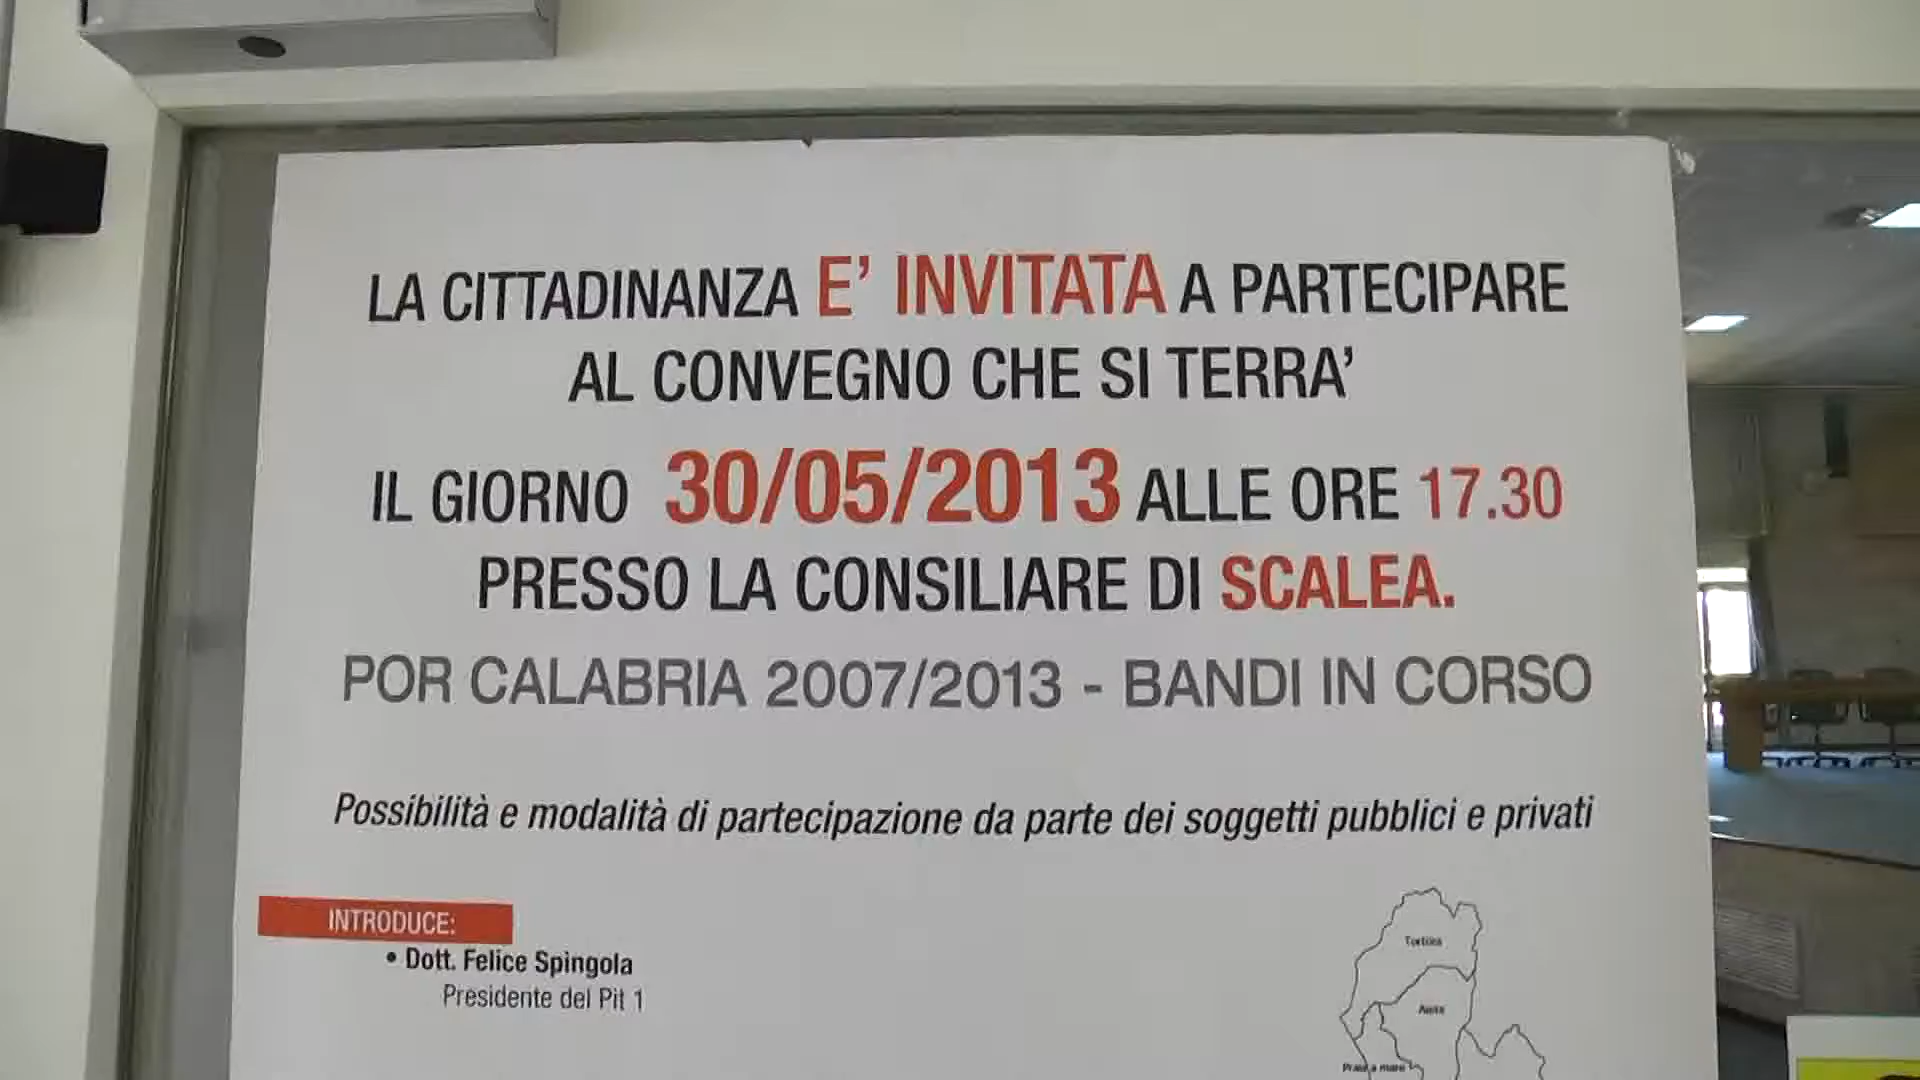 LA CITTADINANZA E' INVITATA A PARTECIPARE
AL CONVEGNO CHE SI TERRA'
IL GIORNO 30/05/2013 ALLE ORE 17.30
PRESSO LA CONSILIARE DI SCALEA.
POR CALABRIA 2007/2013 - BANDI IN CORSO
Possibilità e modalità di partecipazione da parte dei soggetti pubblici e privati
INTRODUCE:
• Dott. Felice Spingola
Presidente del Pit 1
Tortora
Aieta
Praia a mare